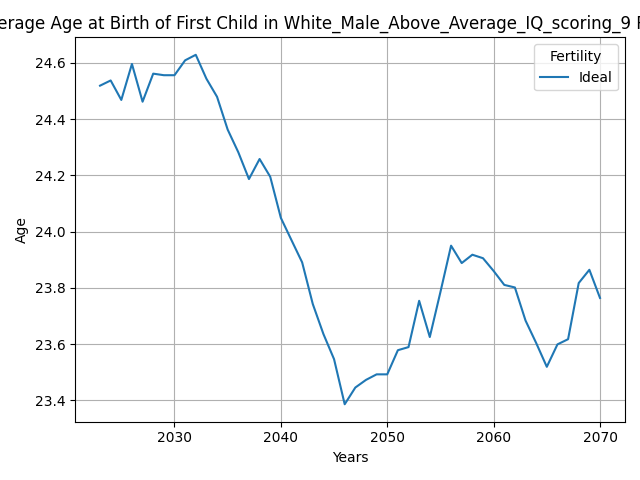 erage Age at Birth of First Child in White_Male_Above_Average_IQ_scoring_9
Fertility
Ideal
24.6
24.4
24.2
24.0
23.8
23.6
23.4
Age
2030 2040 2050 2060 2070
Years